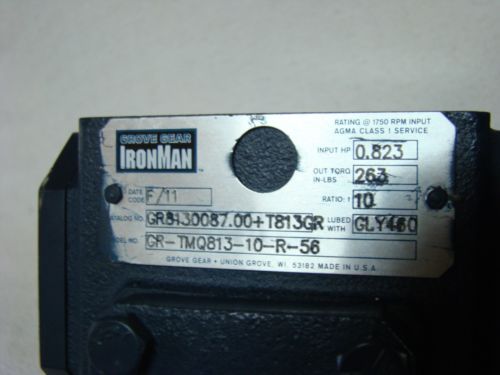 GROVE GEAR
IRONMAN™
RATING @ 1750 RPM INPUT
AGMA CLASS 1 SERVICE
INPUT HP 0.823
OUT TORQ IN-LBS 263
DATE CODE F/11
RATIO: 1 10
CATALOG NO. GR8130087.00+T813GR
LUBED WITH GLY460
MODEL NO. GR-TMQ813-10-R-56
GROVE GEAR • UNION GROVE, WI. 53182 MADE IN U.S.A.